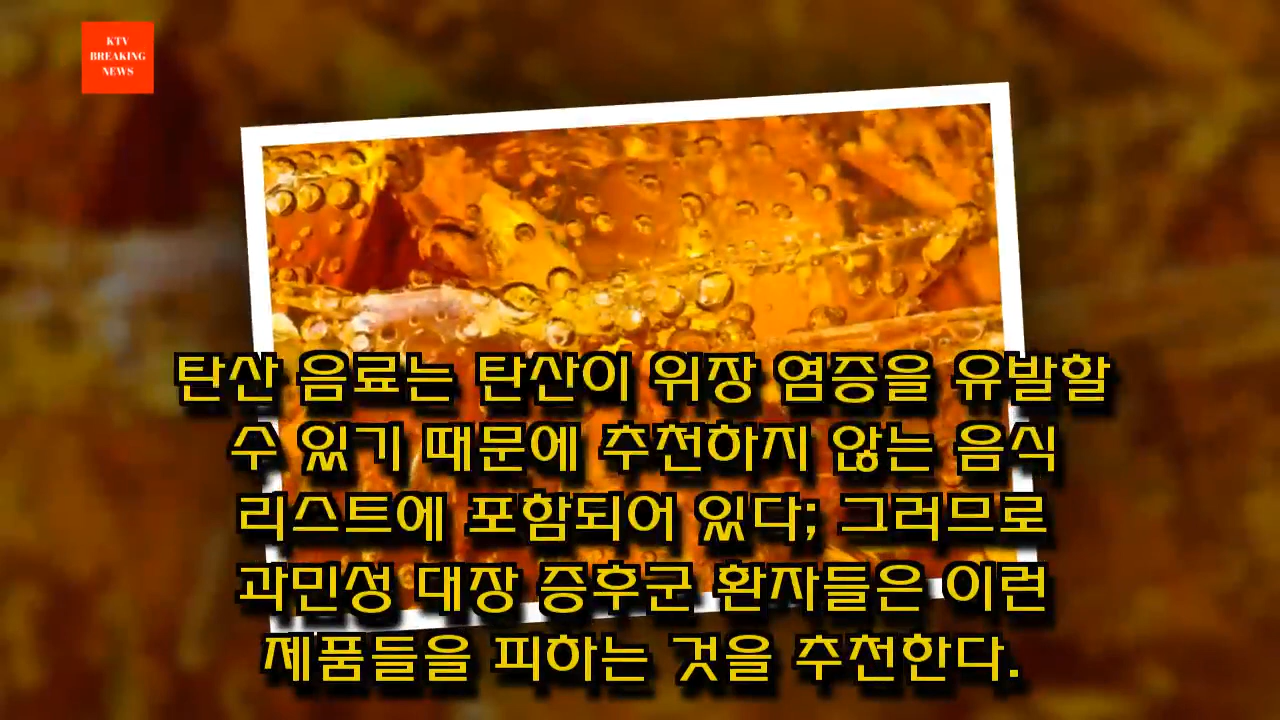 KTV
BREAKING
NEWS
탄산 음료는 탄산이 위장 염증을 유발할
수 있기 때문에 추천하지 않는 음식
리스트에 포함되어 있다; 그러므로
과민성 대장 증후군 환자들은 이런
제품들을 피하는 것을 추천한다.